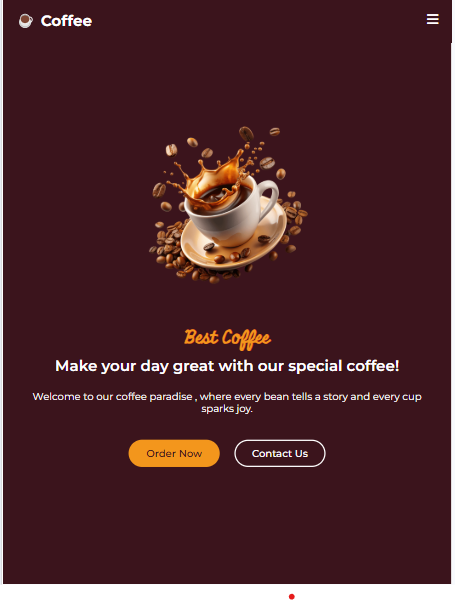 Coffee
Best Coffee
Make your day great with our special coffee!
Welcome to our coffee paradise , where every bean tells a story and every cup
sparks joy.
Order Now
Contact Us